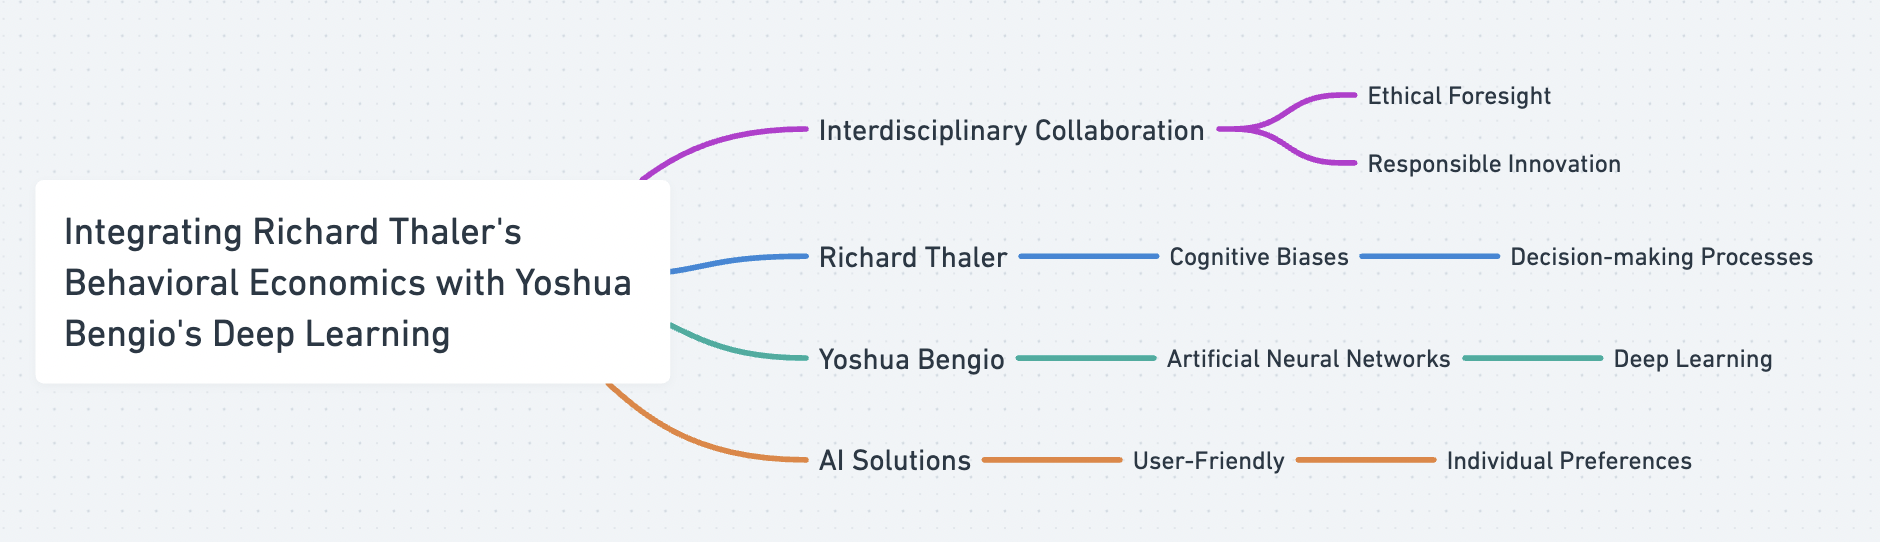 Integrating Richard Thaler's
Behavioral Economics with Yoshua
Bengio's Deep Learning
Interdisciplinary Collaboration
Ethical Foresight
Responsible Innovation
Richard Thaler
Cognitive Biases
Decision-making Processes
Yoshua Bengio
Artificial Neural Networks
Deep Learning
AI Solutions
User-Friendly
Individual Preferences